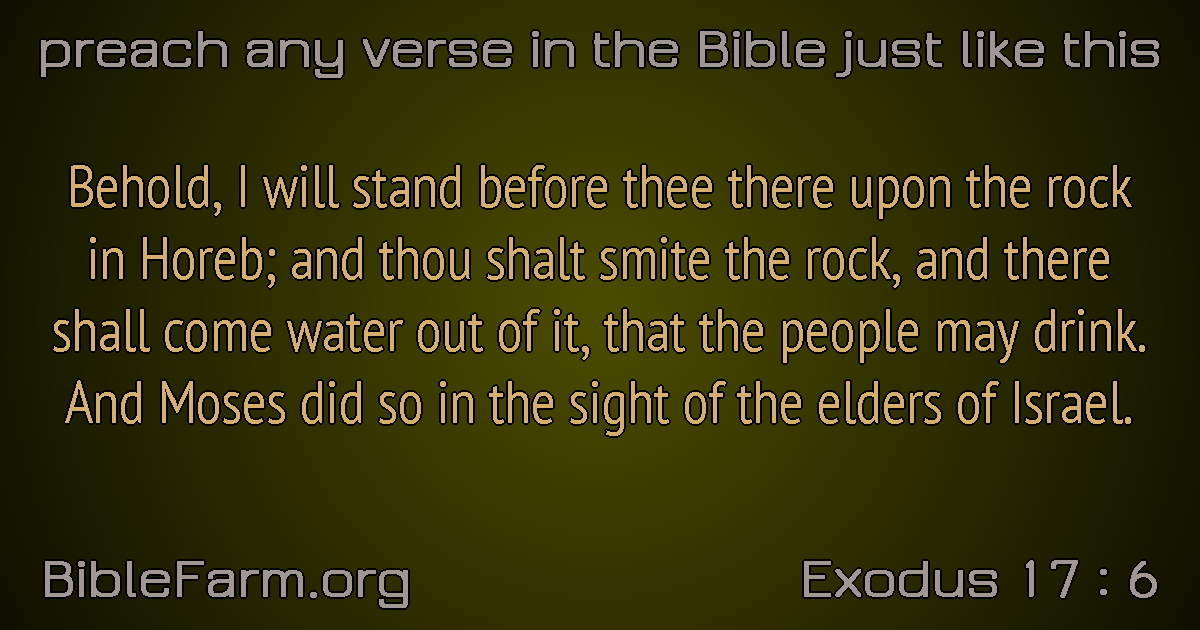 preach any verse in the Bible just like this
Behold, I will stand before thee there upon the rock
in Horeb; and thou shalt smite the rock, and there
shall come water out of it, that the people may drink.
And Moses did so in the sight of the elders of Israel.
BibleFarm.org
Exodus 17 : 6